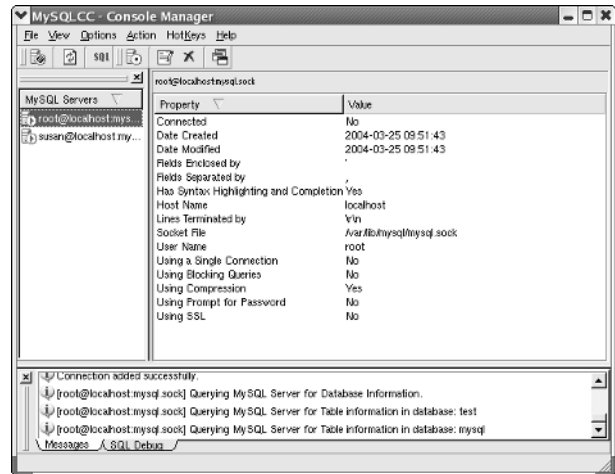 MySQLCC - Console Manager
File View Options Action HotKeys Help
SQL
MySQL Servers
root@localhost:mys...
susan@localhost:my...
root@localhost:mysql.sock
Property Value
Connected No
Date Created 2004-03-25 09:51:43
Date Modified 2004-03-25 09:51:43
Fields Enclosed by '
Fields Separated by ,
Has Syntax Highlighting and Completion Yes
Host Name localhost
Lines Terminated by \r\n
Socket File /var/lib/mysql/mysql.sock
User Name root
Using a Single Connection No
Using Blocking Queries No
Using Compression Yes
Using Prompt for Password No
Using SSL No
Connection added successfully.
[root@localhost:mysql.sock] Querying MySQL Server for Database Information.
[root@localhost:mysql.sock] Querying MySQL Server for Table information in database: test
[root@localhost:mysql.sock] Querying MySQL Server for Table information in database: mysql
Messages SQL Debug